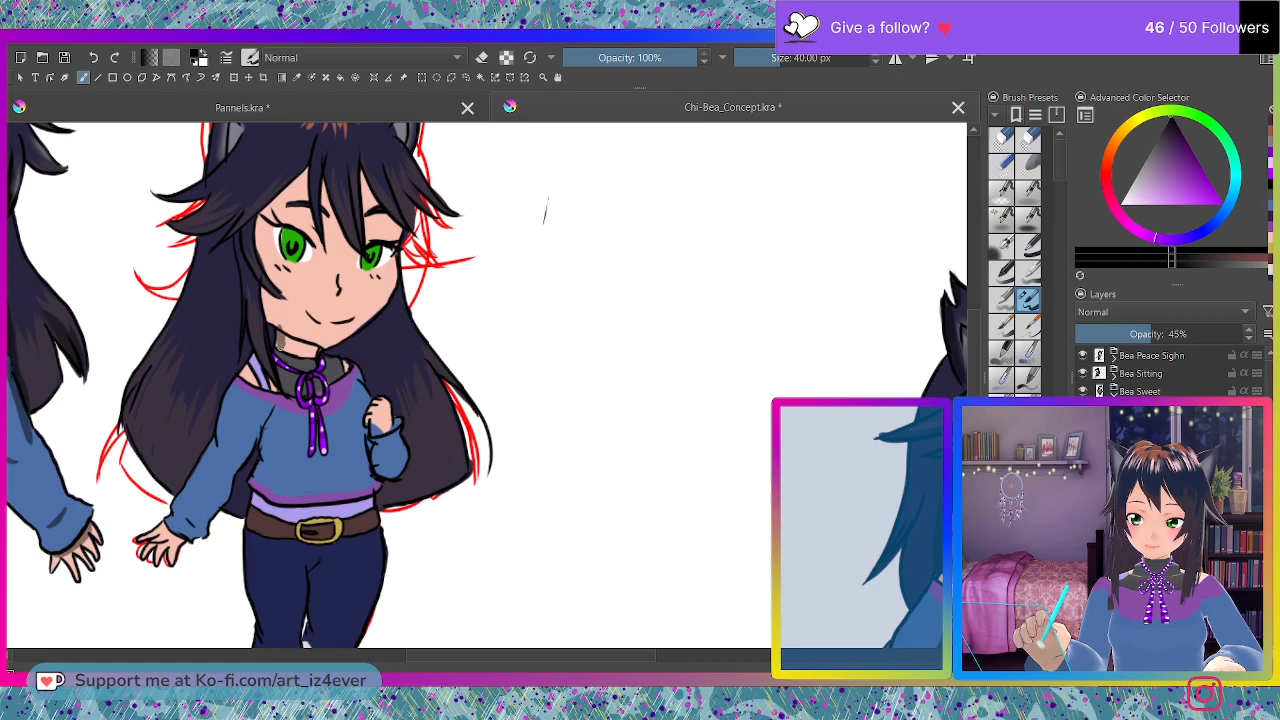 Give a follow?
46 / 50 Followers
Normal
Opacity: 100%
Size: 40.00 px
Pannels.kra *
Chi-Bea_Concept.kra *
Brush Presets
Advanced Color Selector
Layers
Normal
Opacity: 45%
Bea Peace Sighn
Bea Sitting
Bea Sweet
Support me at Ko-fi.com/art_iz4ever